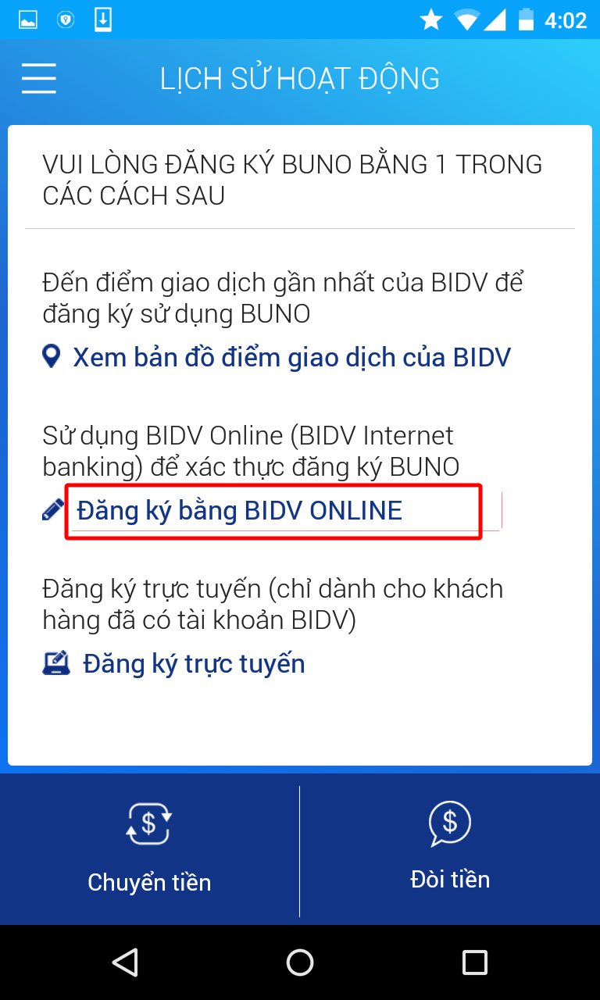 4:02
LỊCH SỬ HOẠT ĐỘNG
VUI LÒNG ĐĂNG KÝ BUNO BẰNG 1 TRONG
CÁC CÁCH SAU
Đến điểm giao dịch gần nhất của BIDV để
đăng ký sử dụng BUNO
Xem bản đồ điểm giao dịch của BIDV
Sử dụng BIDV Online (BIDV Internet
banking) để xác thực đăng ký BUNO
Đăng ký bằng BIDV ONLINE
Đăng ký trực tuyến (chỉ dành cho khách
hàng đã có tài khoản BIDV)
Đăng ký trực tuyến
$ $
Chuyển tiền Đòi tiền